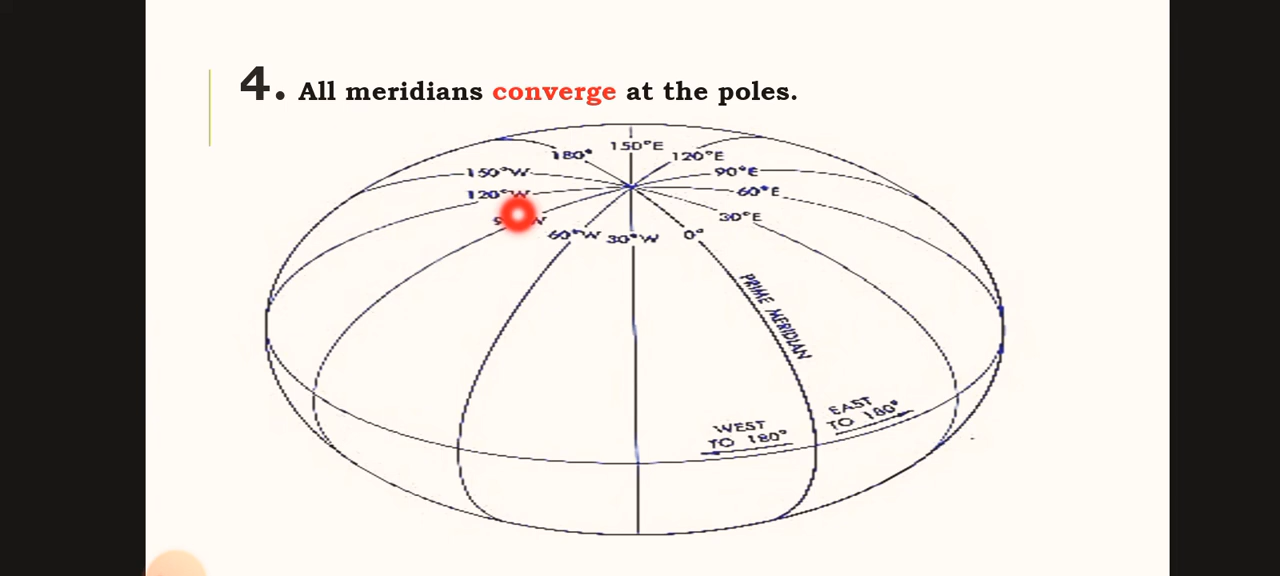 4. All meridians converge at the poles.
180° 150°E 120°E
150°W 90°E
120°W 60°E
30°E
60°W 30°W 0°
PRIME MERIDIAN
WEST
TO 180°
EAST
TO 180°